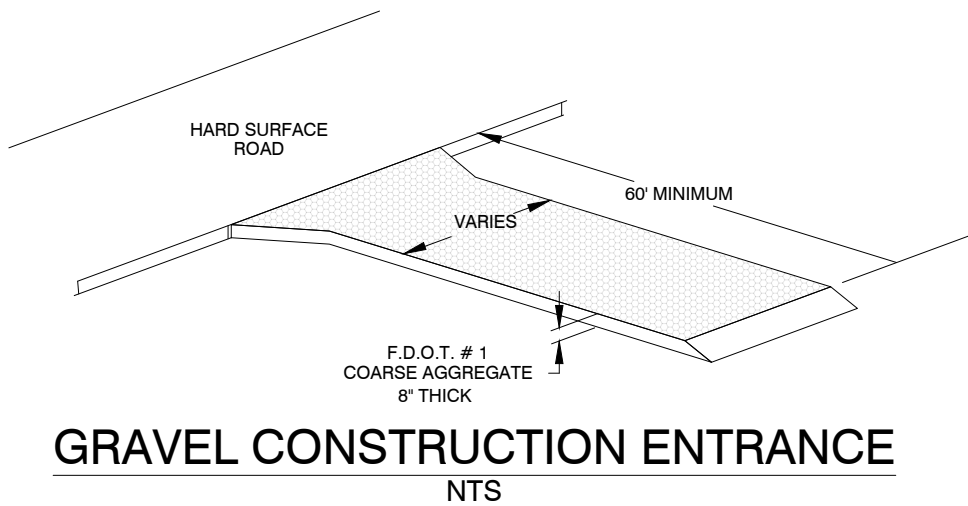 HARD SURFACE
ROAD
60' MINIMUM
VARIES
F.D.O.T. # 1
COARSE AGGREGATE
8" THICK
GRAVEL CONSTRUCTION ENTRANCE
NTS